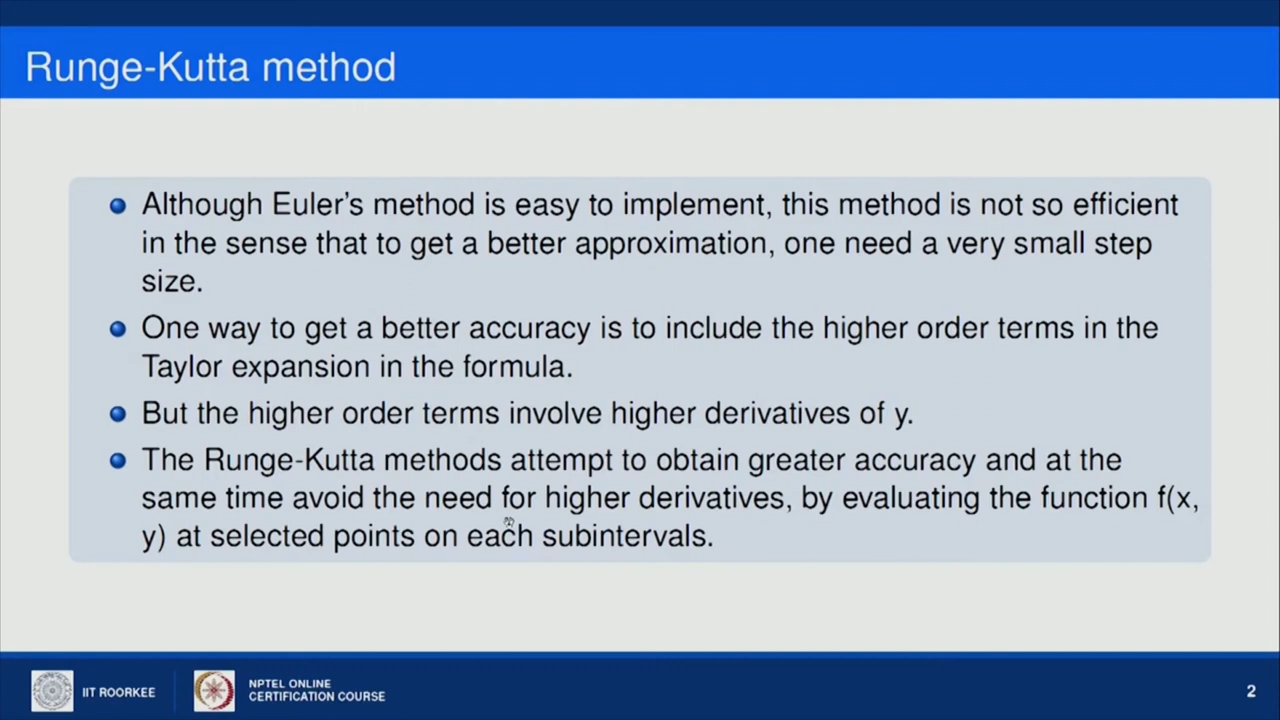 Runge-Kutta method
Although Euler's method is easy to implement, this method is not so efficient
in the sense that to get a better approximation, one need a very small step
size.
One way to get a better accuracy is to include the higher order terms in the
Taylor expansion in the formula.
But the higher order terms involve higher derivatives of y.
The Runge-Kutta methods attempt to obtain greater accuracy and at the
same time avoid the need for higher derivatives, by evaluating the function f(x,
y) at selected points on each subintervals.
IIT ROORKEE
NPTEL ONLINE
CERTIFICATION COURSE
2